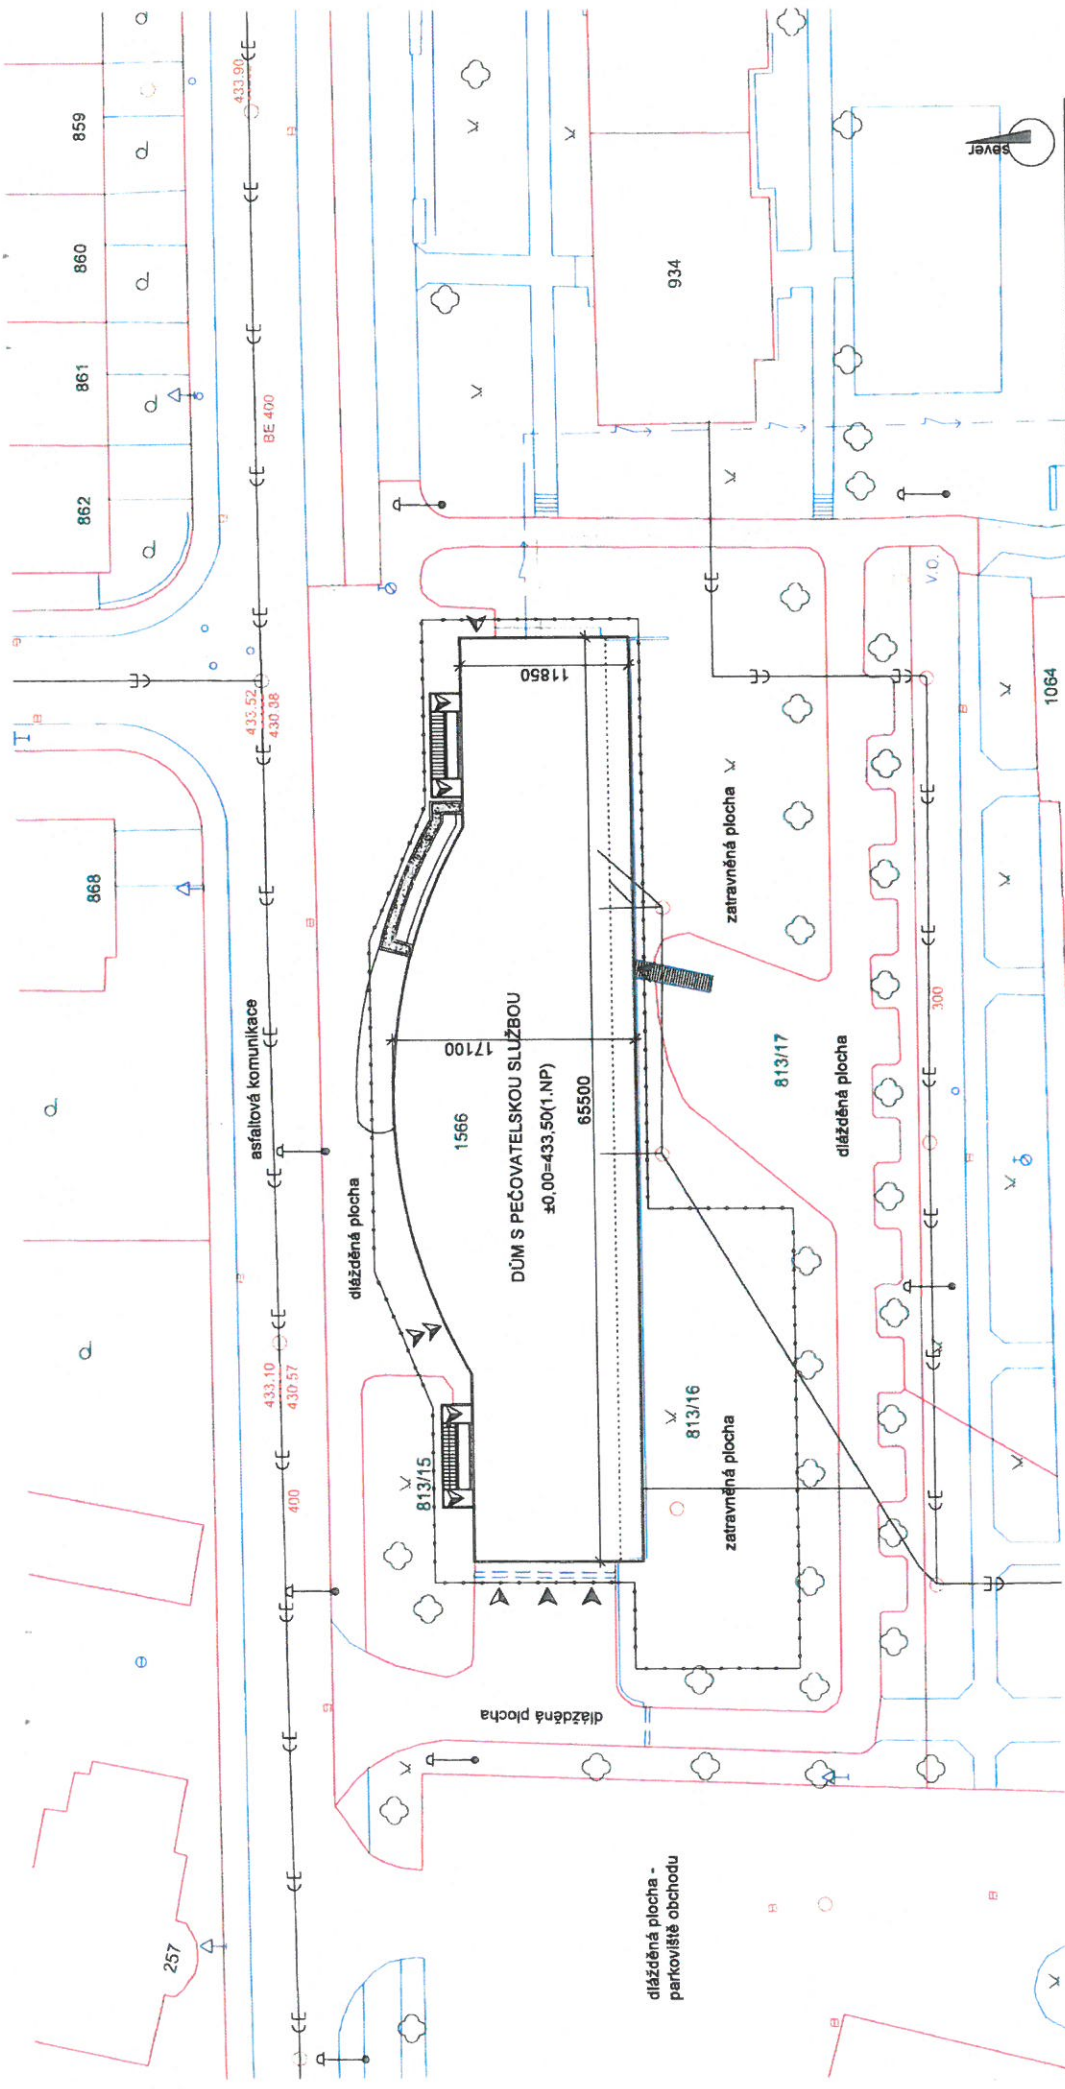 859
860
861
862
868
257
433.90
BE 400
433.52
430.38
asfaltová komunikace
433.10
430.57
400
dlážděná plocha
813/15
11850
17100
1566
DŮM S PEČOVATELSKOU SLUŽBOU
±0,00=433,50(1.NP)
65500
934
sever
V.O.
1064
zatravněná plocha
813/17
dlážděná plocha
300
813/16
zatravněná plocha
dlážděná plocha
dlážděná plocha -
parkoviště obchodu